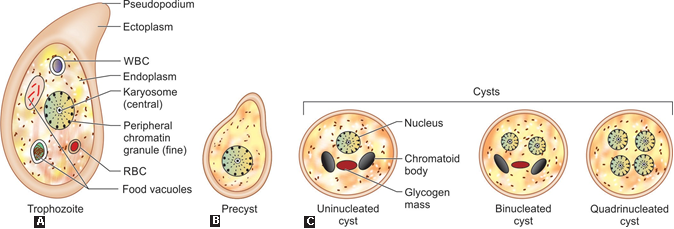 Pseudopodium
Ectoplasm
WBC
Endoplasm
Karyosome
(central)
Peripheral
chromatin
granule (fine)
RBC
Food vacuoles
Trophozoite
A
Precyst
B
Cysts
Nucleus
Chromatoid
body
Glycogen
mass
Uninucleated
cyst
C
Binucleated
cyst
Quadrinucleated
cyst